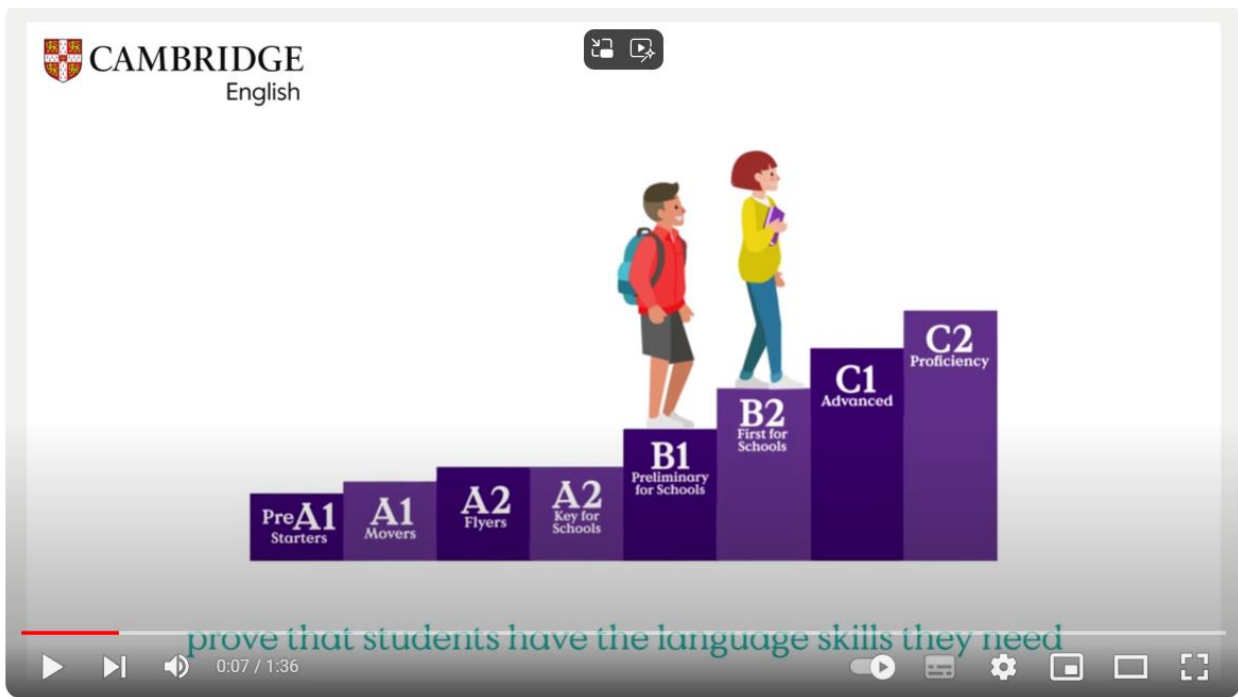 CAMBRIDGE
English
C2
Proficiency
C1
Advanced
B2
First for
Schools
B1
Preliminary
for Schools
A2
Key for
Schools
A2
Flyers
A1
Movers
Pre A1
Starters
prove that students have the language skills they need
0:07 / 1:36